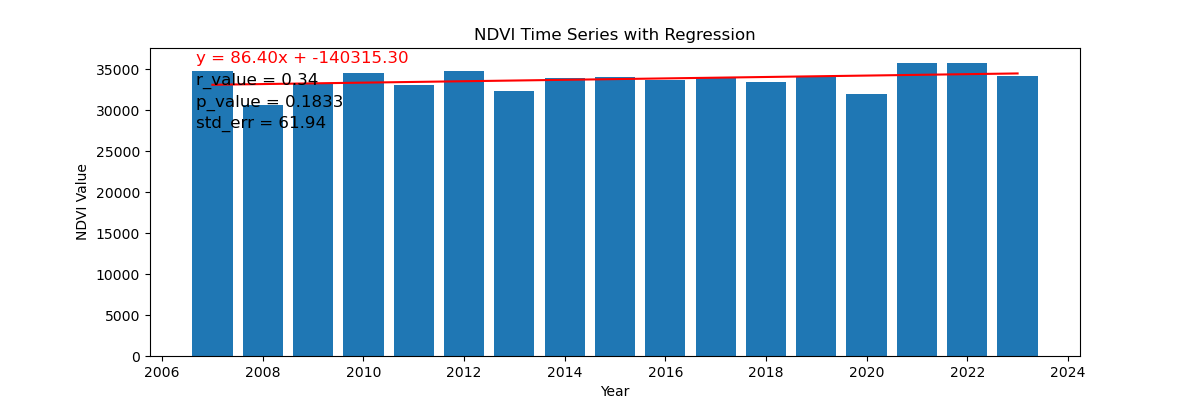 NDVI Time Series with Regression
y = 86.40x + -140315.30
r_value = 0.34
p_value = 0.1833
std_err = 61.94
35000
30000
25000
20000
15000
10000
5000
0
NDVI Value
2006 2008 2010 2012 2014 2016 2018 2020 2022 2024
Year